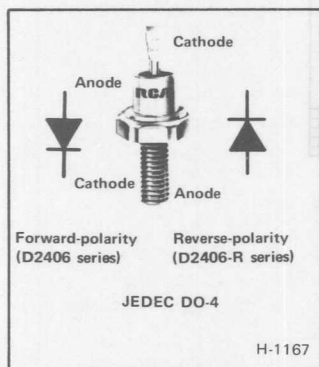 Cathode
Anode
RCA
Cathode
Anode
Forward-polarity Reverse-polarity
(D2406 series) (D2406-R series)
JEDEC DO-4
H-1167